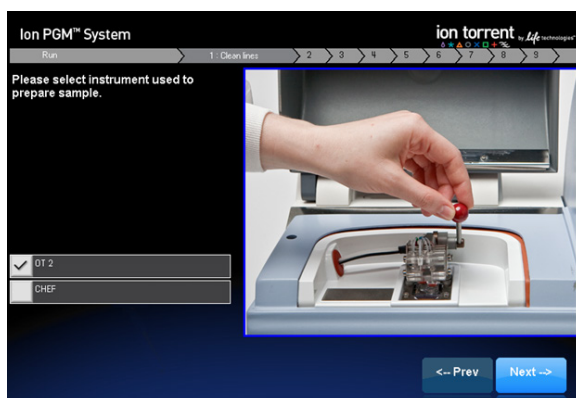 Ion PGM™ System
ion torrent by life technologies™
Run 1 : Clean lines 2 3 4 5 6 7 8 9
Please select instrument used to
prepare sample.
OT 2
CHEF
<-- Prev Next -->